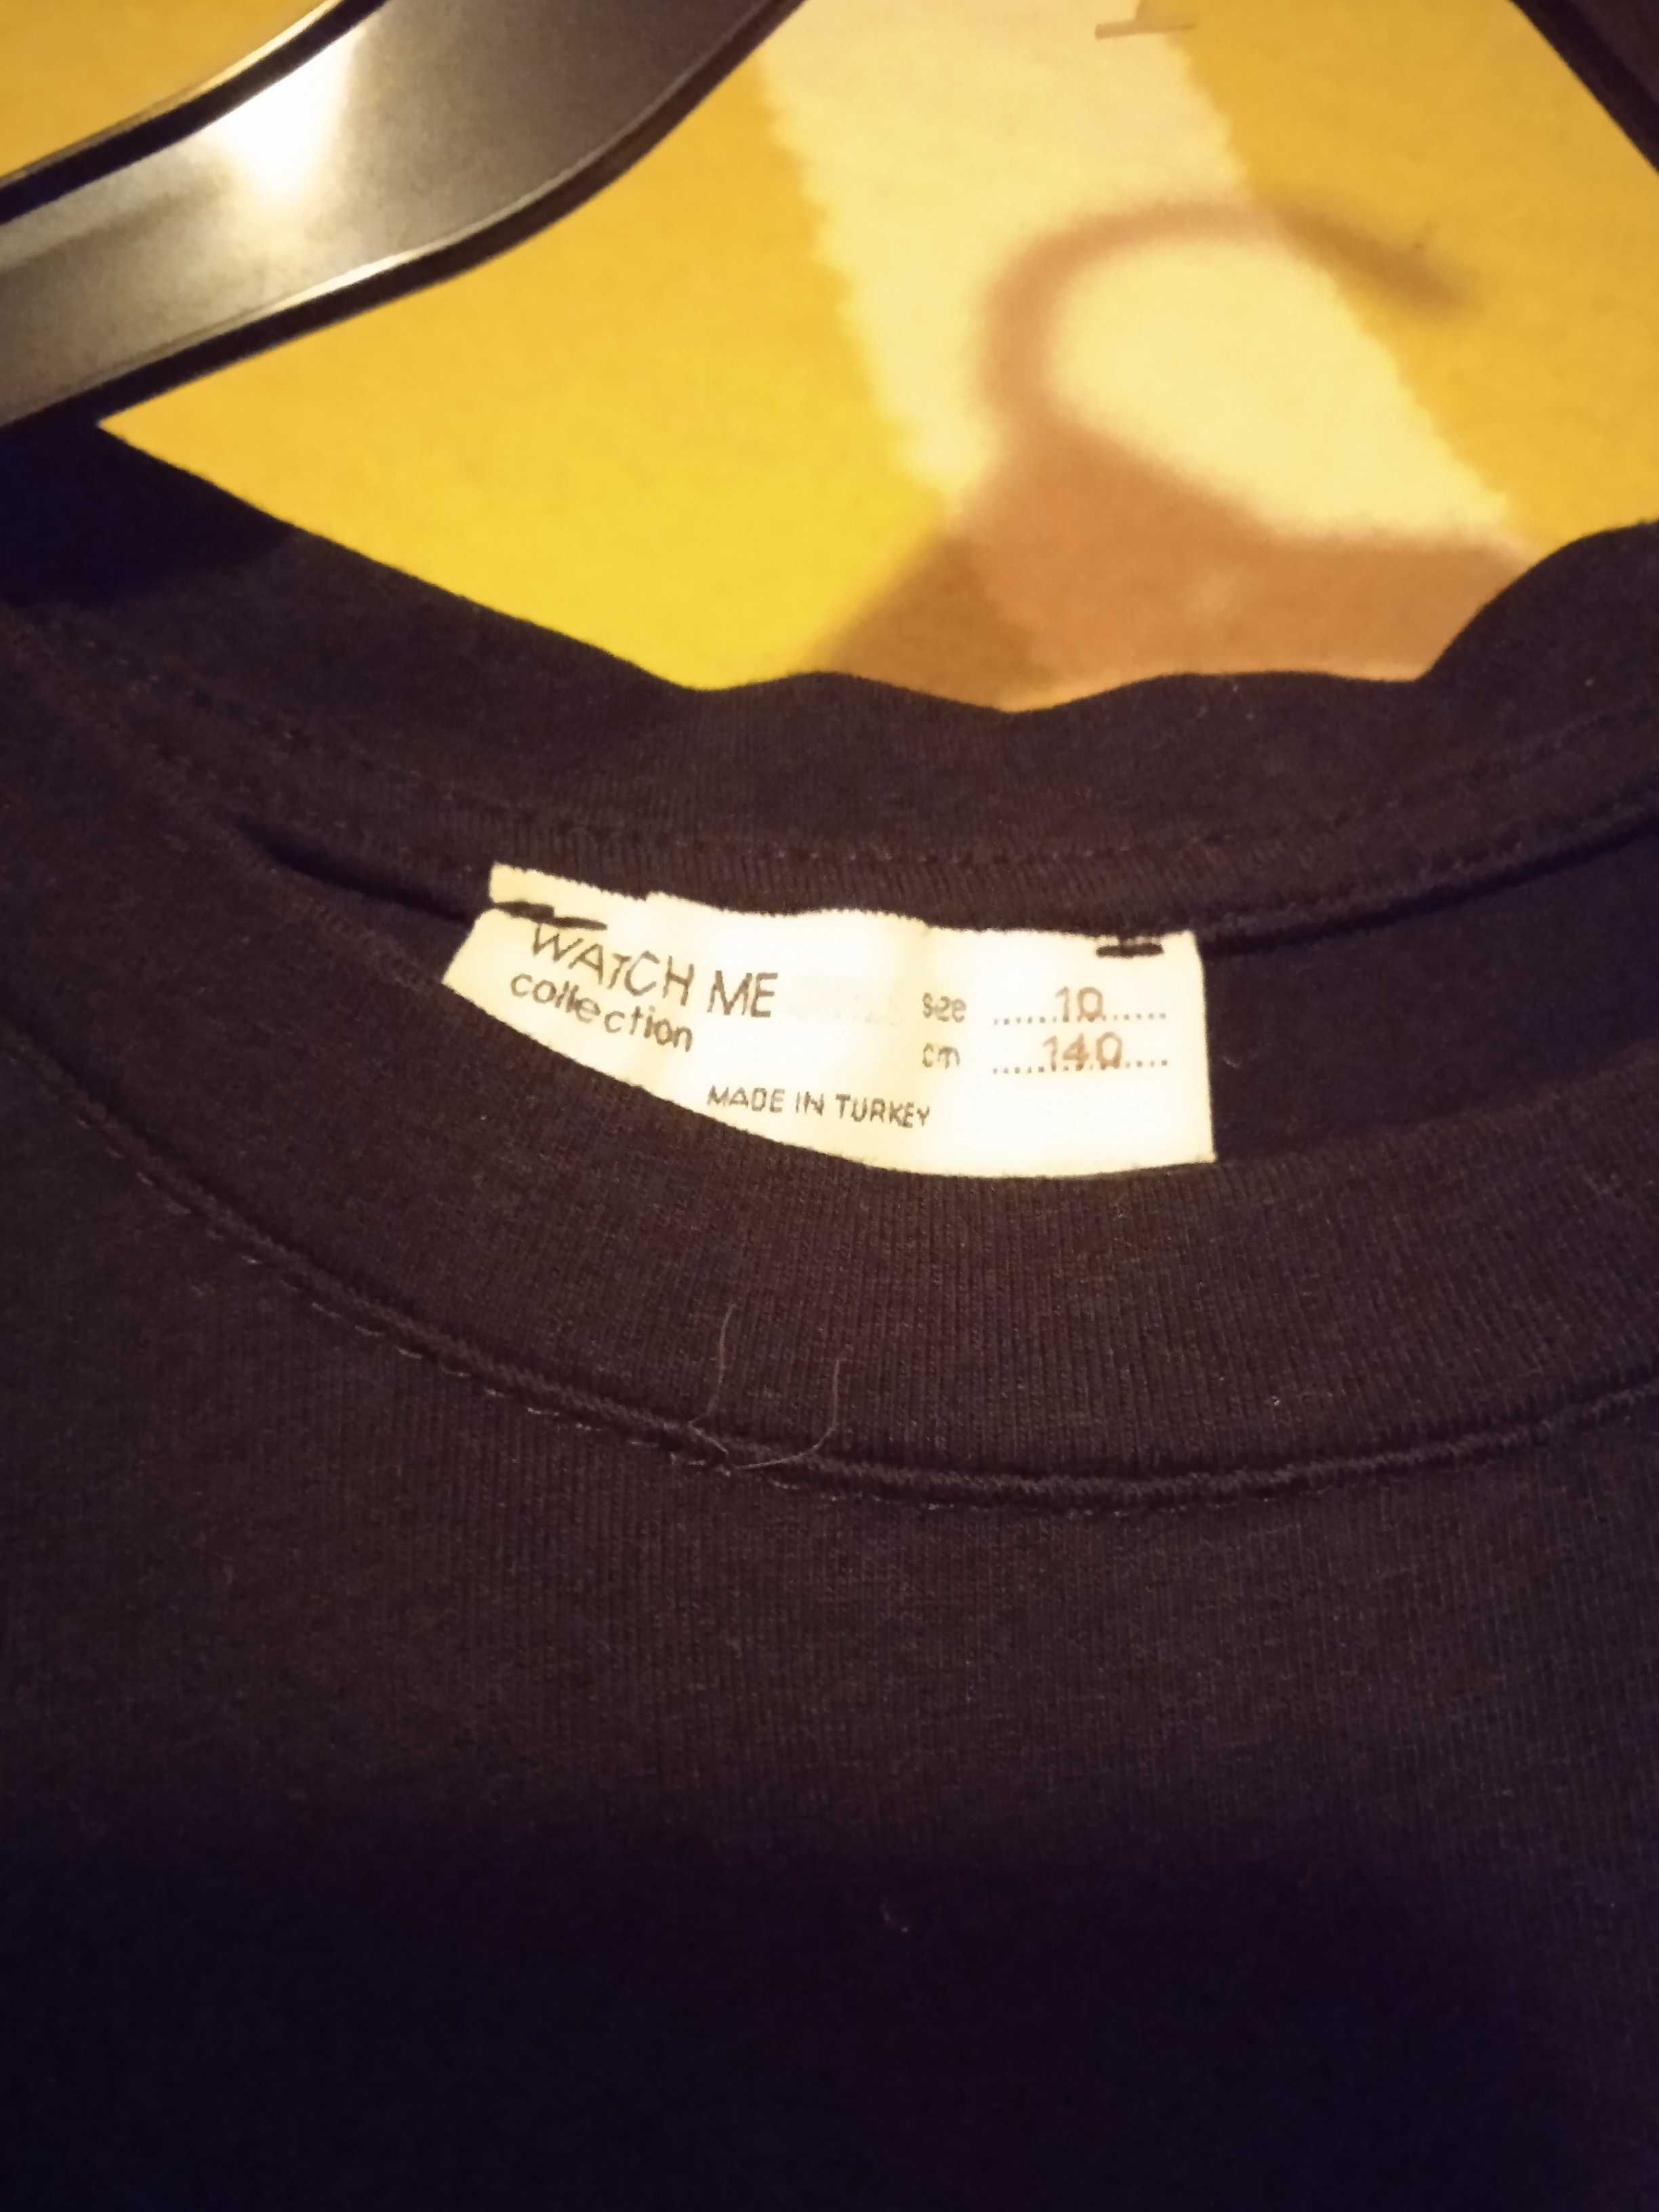 WATCH ME
collection
size ......10......
cm ......140....
MADE IN TURKEY